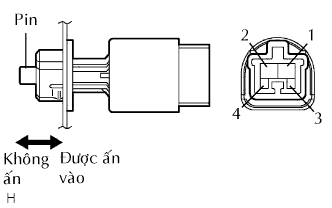 Pin
2 1
4 3
Không Được ấn
ấn vào
H